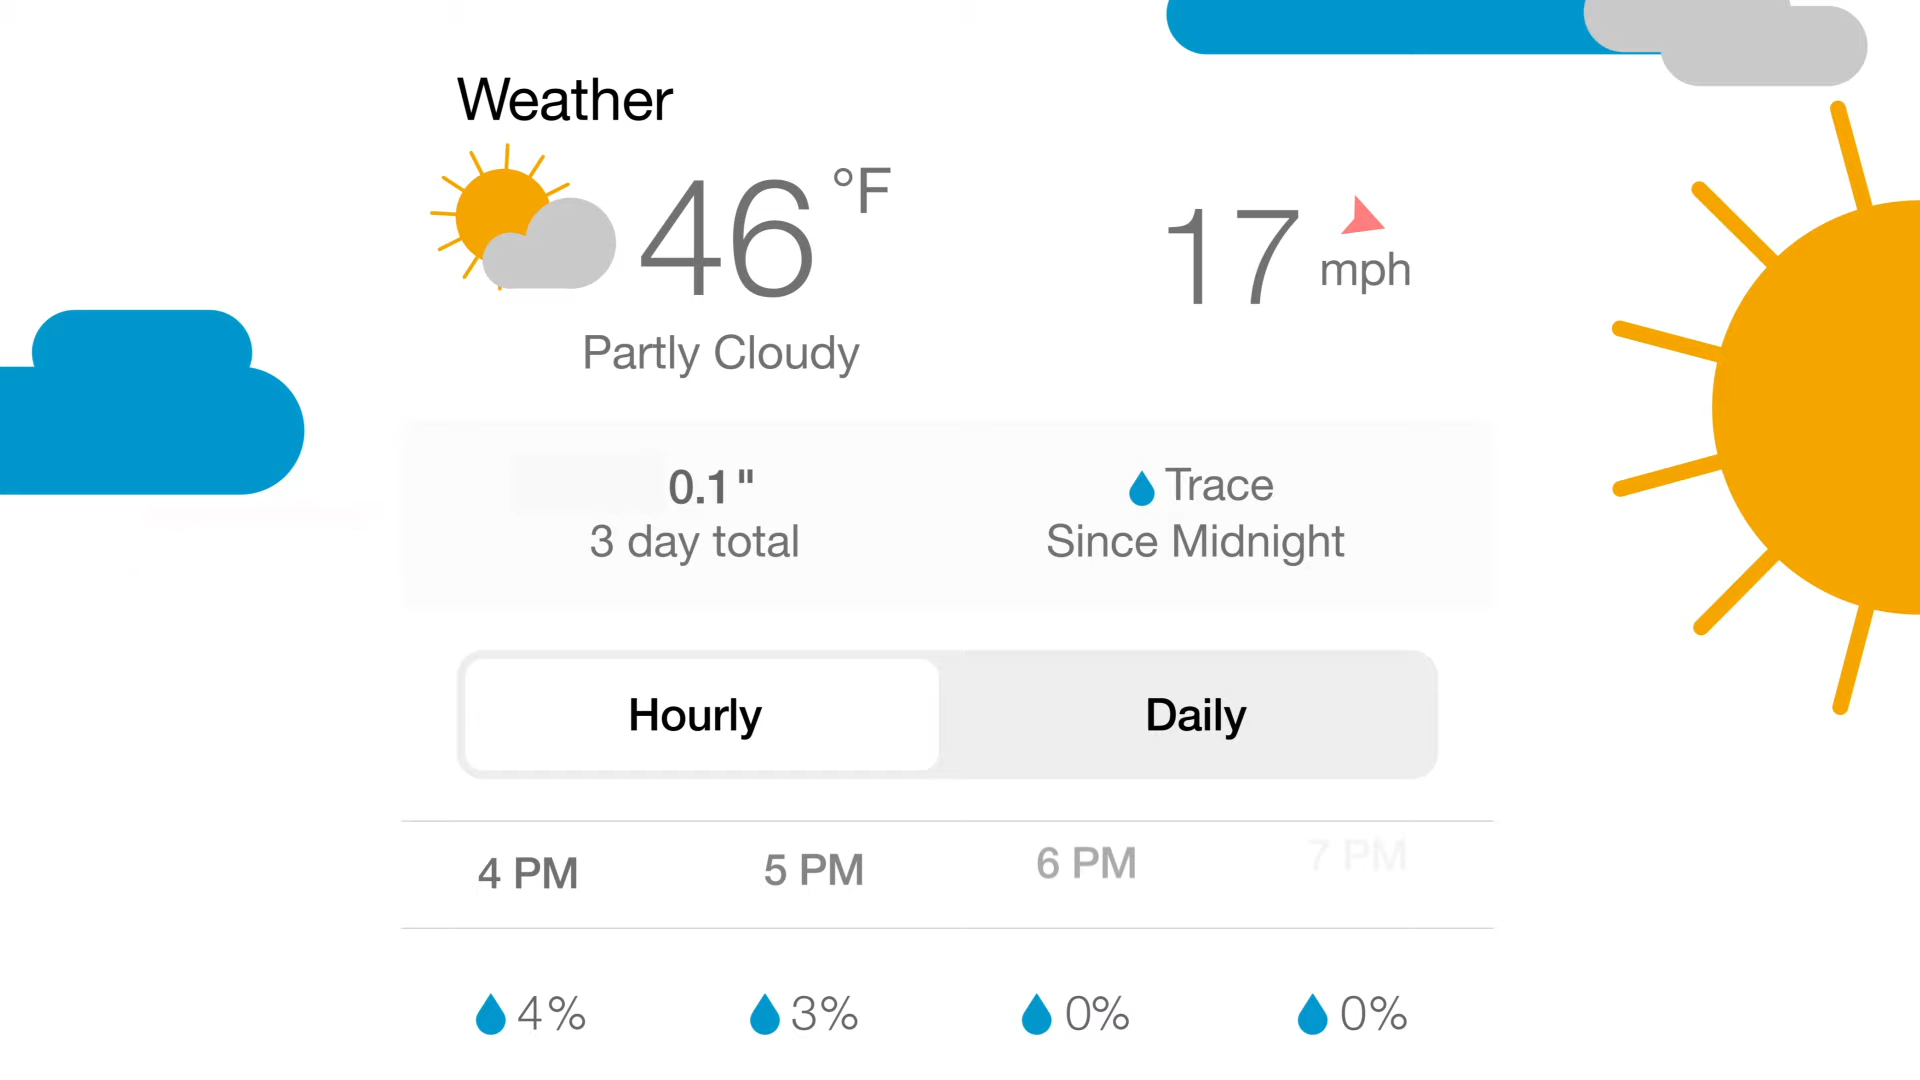 Weather
46 °F
17 mph
Partly Cloudy
0.1"
Trace
3 day total
Since Midnight
Hourly
Daily
4 PM
5 PM
6 PM
7 PM
4%
3%
0%
0%